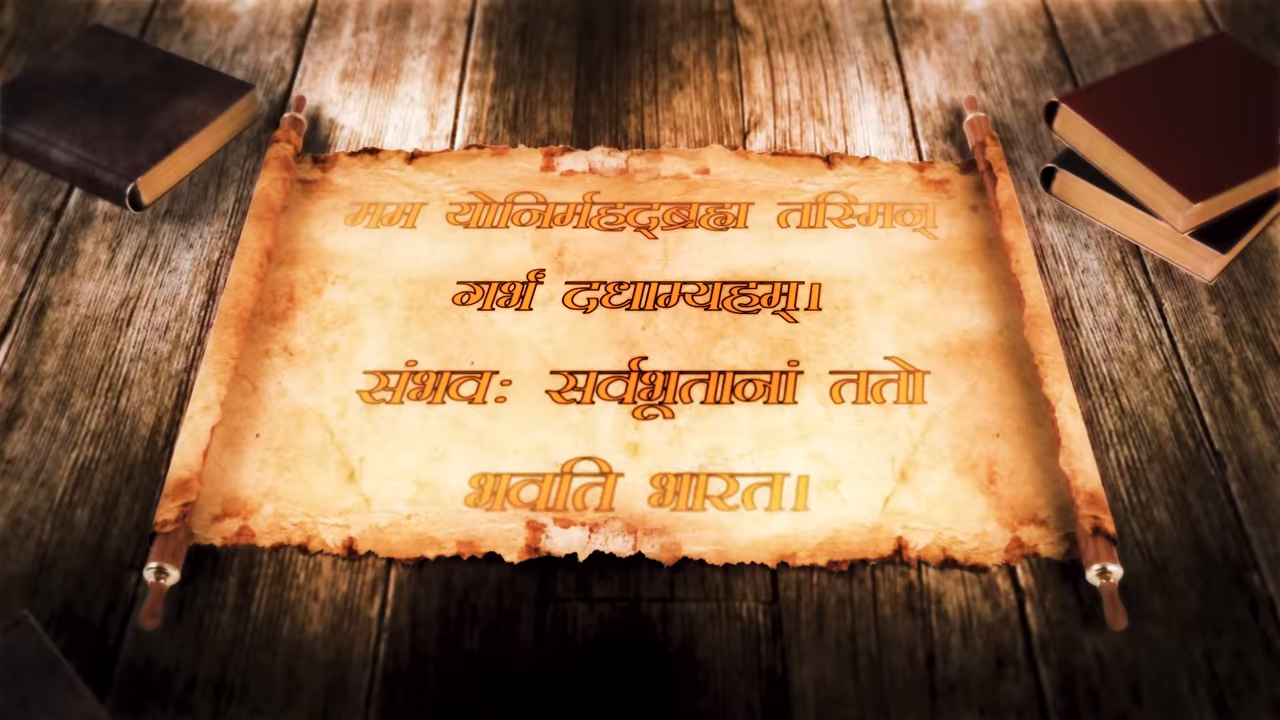 मम योनिर्महद्ब्रह्म तस्मिन्
गर्भं दधाम्यहम्।
संभवः सर्वभूतानां ततो
भवति भारत।